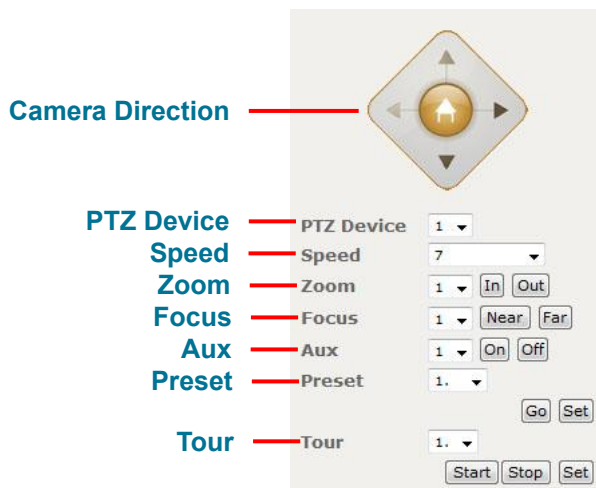 Camera Direction
PTZ Device PTZ Device 1
Speed Speed 7
Zoom Zoom 1 In Out
Focus Focus 1 Near Far
Aux Aux 1 On Off
Preset Preset 1.
Go Set
Tour Tour 1.
Start Stop Set